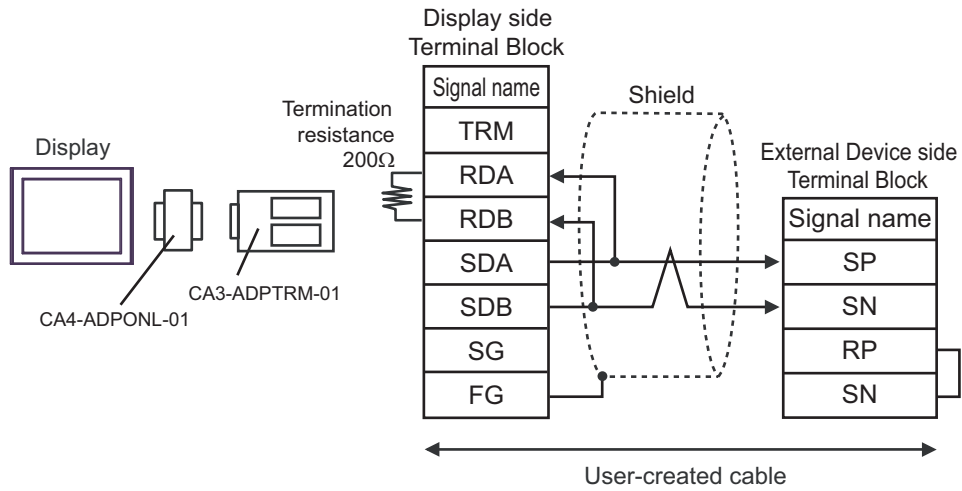 Display side
Terminal Block
Signal name
TRM
RDA
RDB
SDA
SDB
SG
FG
Termination
resistance
200Ω
Shield
Display
CA4-ADPONL-01
CA3-ADPTRM-01
External Device side
Terminal Block
Signal name
SP
SN
RP
SN
User-created cable